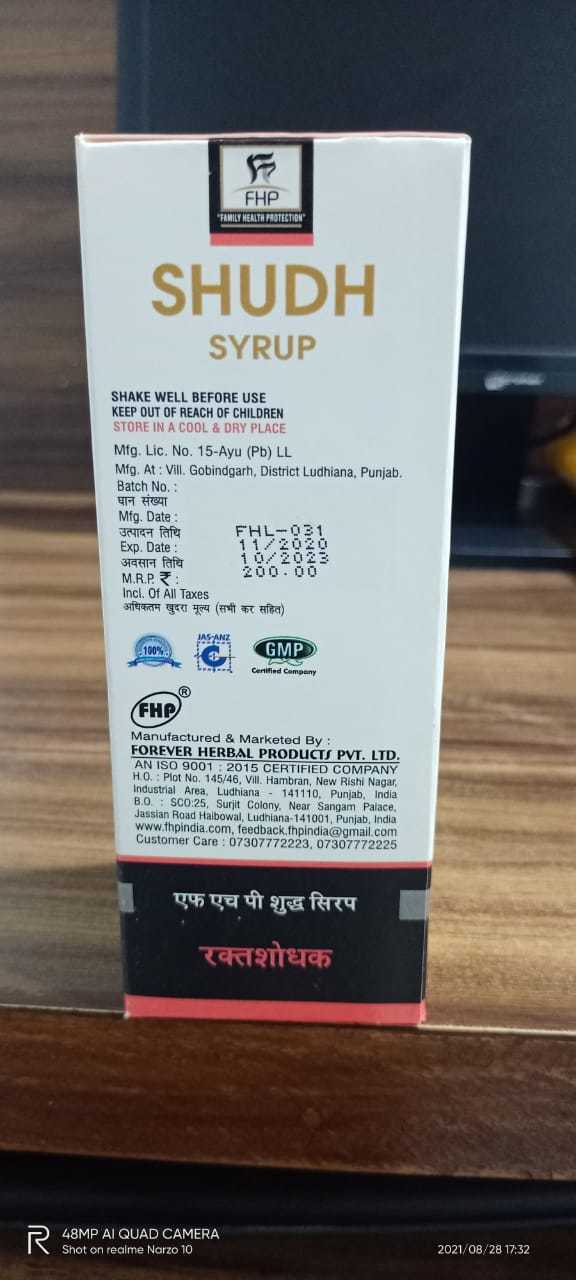 FHP
"FAMILY HEALTH PROTECTION"
SHUDH
SYRUP
SHAKE WELL BEFORE USE
KEEP OUT OF REACH OF CHILDREN
STORE IN A COOL & DRY PLACE
Mfg. Lic. No. 15-Ayu (Pb) LL
Mfg. At : Vill. Gobindgarh, District Ludhiana, Punjab.
Batch No. :
घान संख्या
Mfg. Date :
उत्पादन तिथि
Exp. Date :
अवसान तिथि
M.R.P. ₹ :
Incl. Of All Taxes
अधिकतम खुदरा मूल्य (सभी कर सहित)
FHL-031
11/2020
10/2023
200.00
100%
JAS-ANZ
GMP
Certified Company
FHP®
Manufactured & Marketed By :
FOREVER HERBAL PRODUCTS PVT. LTD.
AN ISO 9001 : 2015 CERTIFIED COMPANY
H.O. : Plot No. 145/46, Vill. Hambran, New Rishi Nagar,
Industrial Area, Ludhiana - 141110, Punjab, India
B.O. : SCO:25, Surjit Colony, Near Sangam Palace,
Jassian Road Haibowal, Ludhiana-141001, Punjab, India
www.fhpindia.com, feedback.fhpindia@gmail.com
Customer Care : 07307772223, 07307772225
एफ एच पी शुद्ध सिरप
रक्तशोधक
R
48MP AI QUAD CAMERA
Shot on realme Narzo 10
2021/08/28 17:32